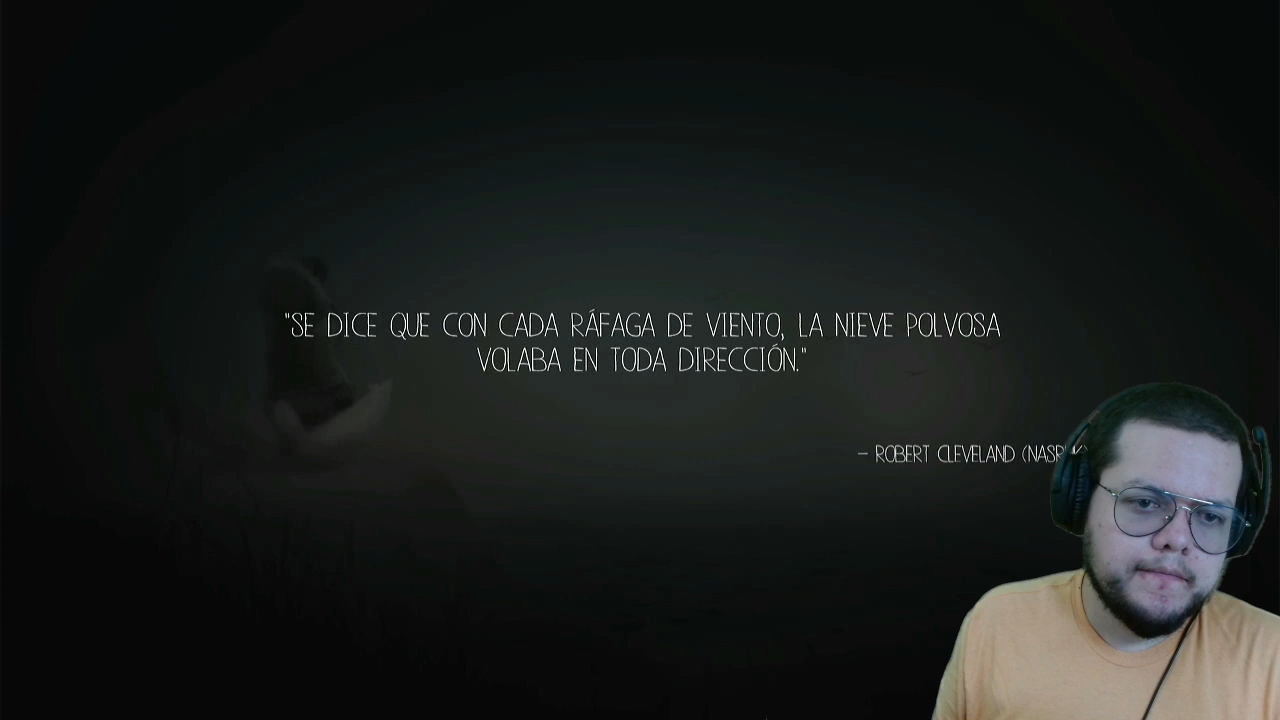 "SE DICE QUE CON CADA RÁFAGA DE VIENTO, LA NIEVE POLVOSA
VOLABA EN TODA DIRECCIÓN."
– ROBERT CLEVELAND